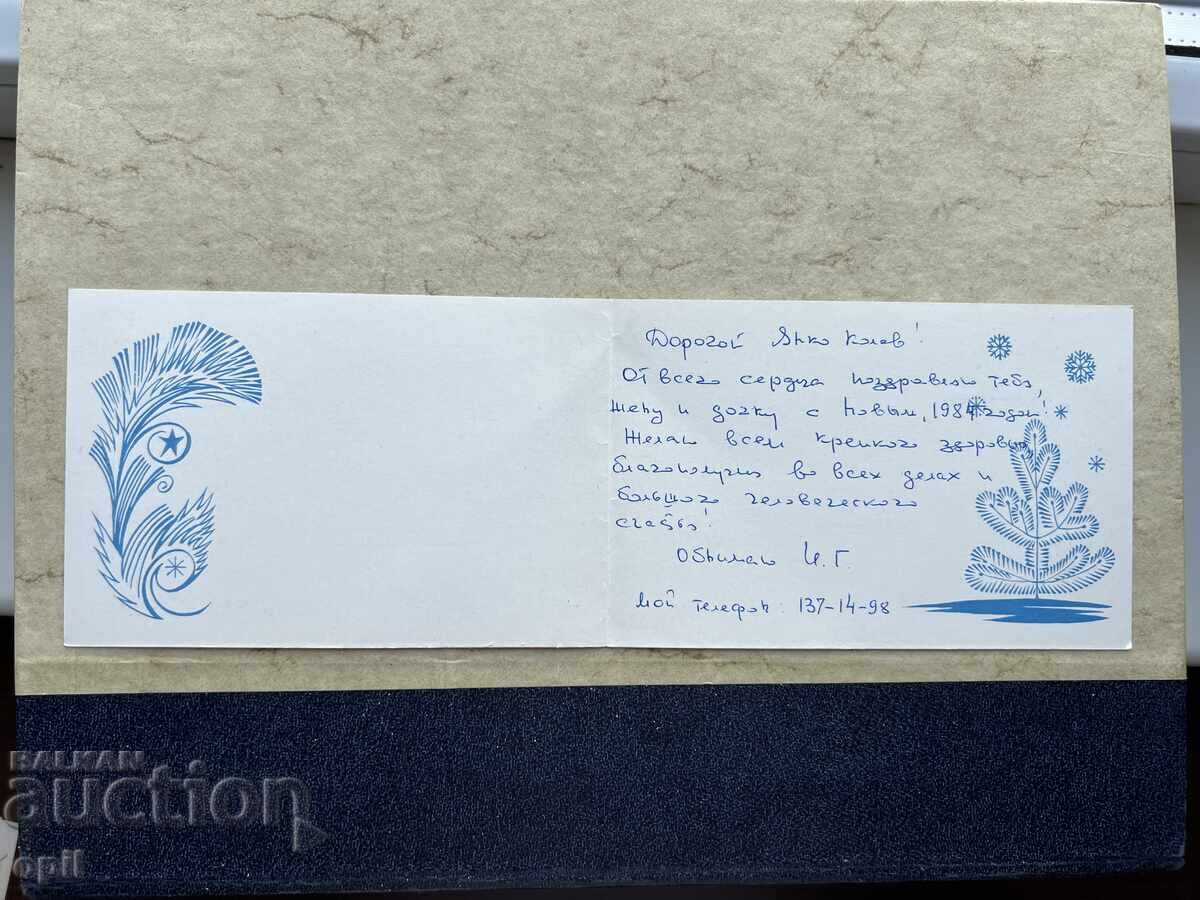 Дорогой Янко Колев!
От всего сердца поздравляю тебя,
жену и дочку с Новым, 1984 годом!
Желаю всем крепкого здоровья,
благополучия во всех делах и
большого человеческого
счастья!
Обнимаю И.Г.
Мой телефон: 137-14-98
BALKAN
auction
opil